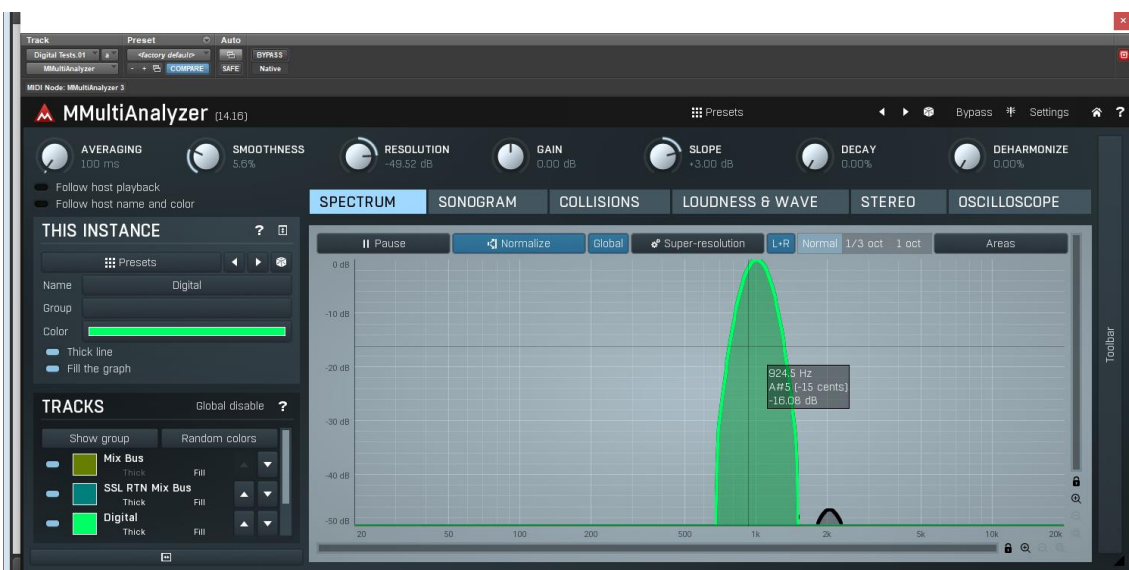 Track Preset Auto
Digital Tests.01 a <factory default> BYPASS
MMultiAnalyzer - + COMPARE SAFE Native
MIDI Node: MMultiAnalyzer 3
MMultiAnalyzer (14.16) Presets Bypass Settings ?
AVERAGING SMOOTHNESS RESOLUTION GAIN SLOPE DECAY DEHARMONIZE
100 ms 5.6% -49.52 dB 0.00 dB +3.00 dB 0.00% 0.00%
Follow host playback
Follow host name and color
SPECTRUM SONOGRAM COLLISIONS LOUDNESS & WAVE STEREO OSCILLOSCOPE
THIS INSTANCE ?
Presets
Name Digital
Group
Color
Thick line
Fill the graph
TRACKS Global disable ?
Show group Random colors
Mix Bus
Thick Fill
SSL RTN Mix Bus
Thick Fill
Digital
Thick Fill
Pause Normalize Global Super-resolution L+R Normal 1/3 oct 1 oct Areas
0 dB
-10 dB
-20 dB
-30 dB
-40 dB
-50 dB
924.5 Hz
A#5 (-15 cents)
-16.08 dB
20 50 100 200 500 1k 2k 5k 10k 20k
Toolbar